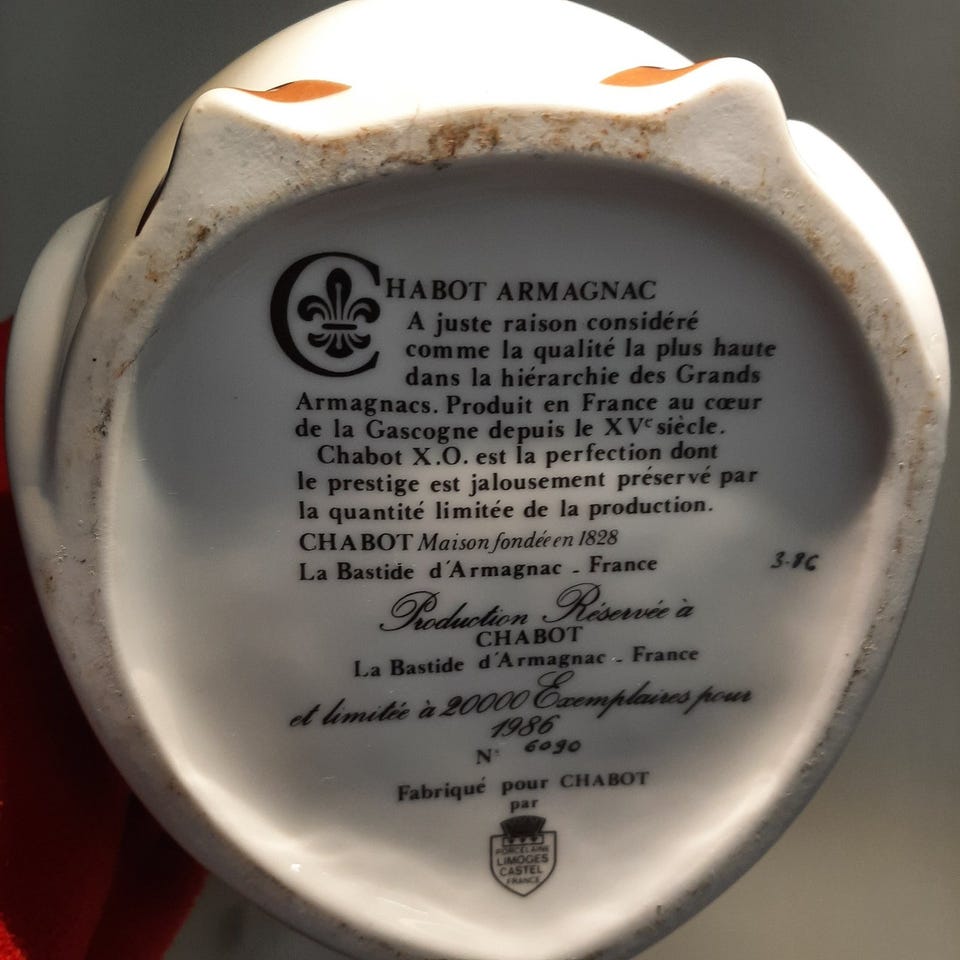 CHABOT ARMAGNAC
A juste raison considéré
comme la qualité la plus haute
dans la hiérarchie des Grands
Armagnacs. Produit en France au cœur
de la Gascogne depuis le XVe siècle.
Chabot X.O. est la perfection dont
le prestige est jalousement préservé par
la quantité limitée de la production.
CHABOT Maison fondée en 1828
La Bastide d'Armagnac - France
3-86
Production Réservée à
CHABOT
La Bastide d'Armagnac - France
et limitée à 20000 Exemplaires pour
1986
N° 6090
Fabriqué pour CHABOT
par
PORCELAINE
LIMOGES
CASTEL
FRANCE